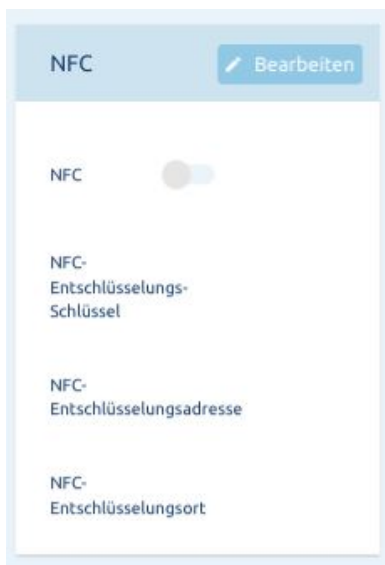 NFC
Bearbeiten
NFC
NFC-
Entschlüsselungs-
Schlüssel
NFC-
Entschlüsselungsadresse
NFC-
Entschlüsselungsort